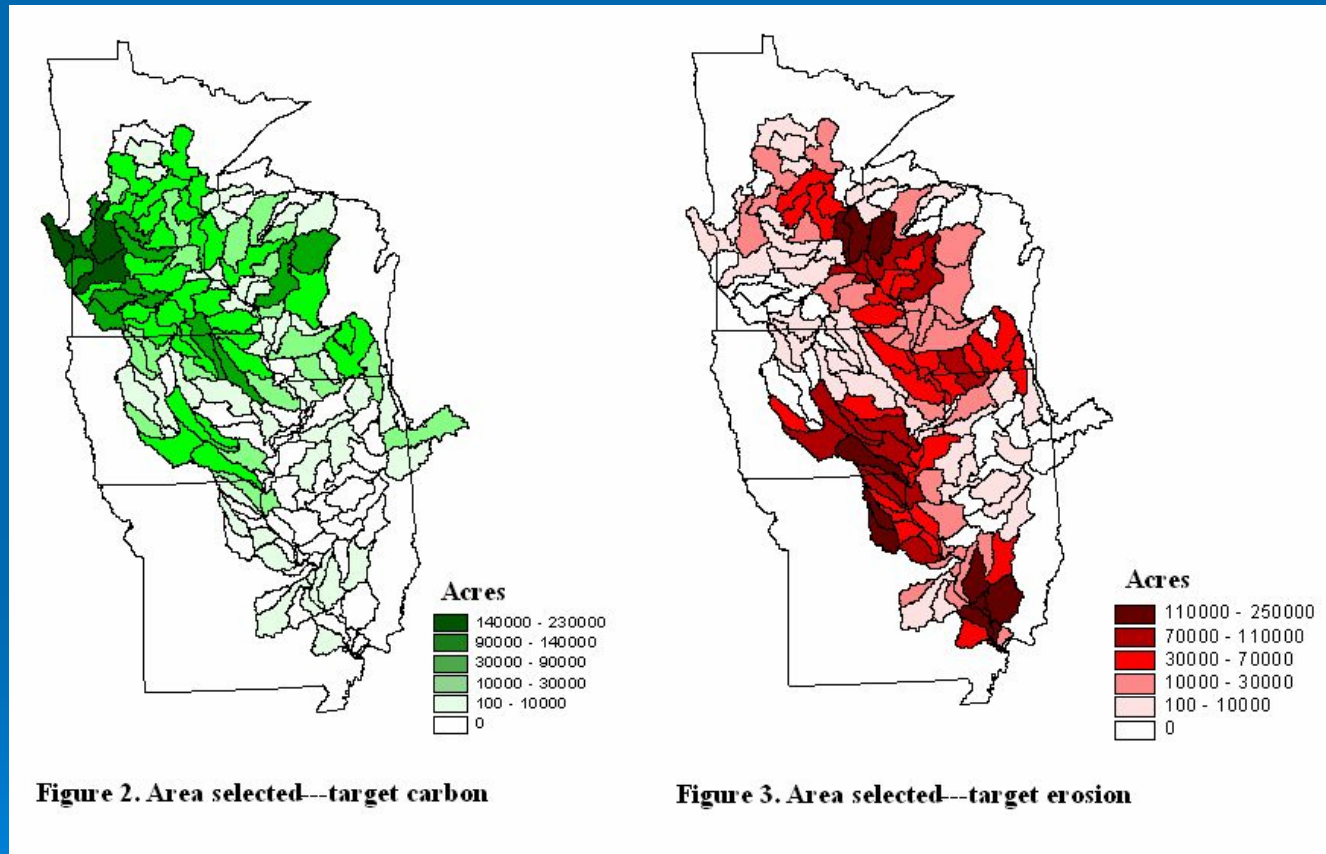 Acres
140000 - 230000
90000 - 140000
30000 - 90000
10000 - 30000
100 - 10000
0
Figure 2. Area selected---target carbon
Acres
110000 - 250000
70000 - 110000
30000 - 70000
10000 - 30000
100 - 10000
0
Figure 3. Area selected---target erosion